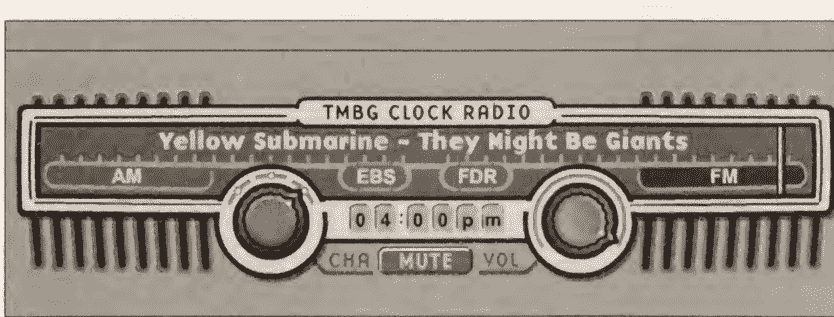 TMBG CLOCK RADIO
Yellow Submarine - They Might Be Giants
AM EBS FDR FM
04:00pm
CHA MUTE VOL